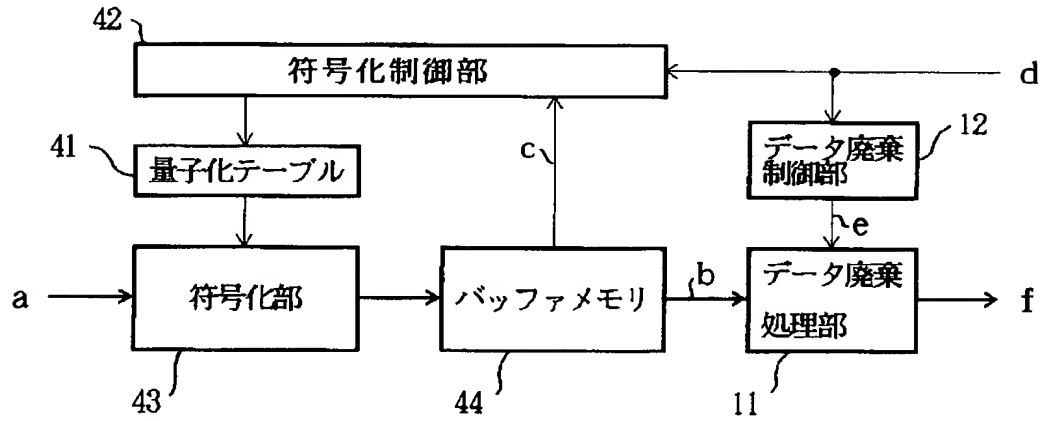 42
符号化制御部
d
41
量子化テーブル
c
12
データ廃棄
制御部
e
a
符号化部
バッファメモリ
b
データ廃棄
処理部
f
43
44
11